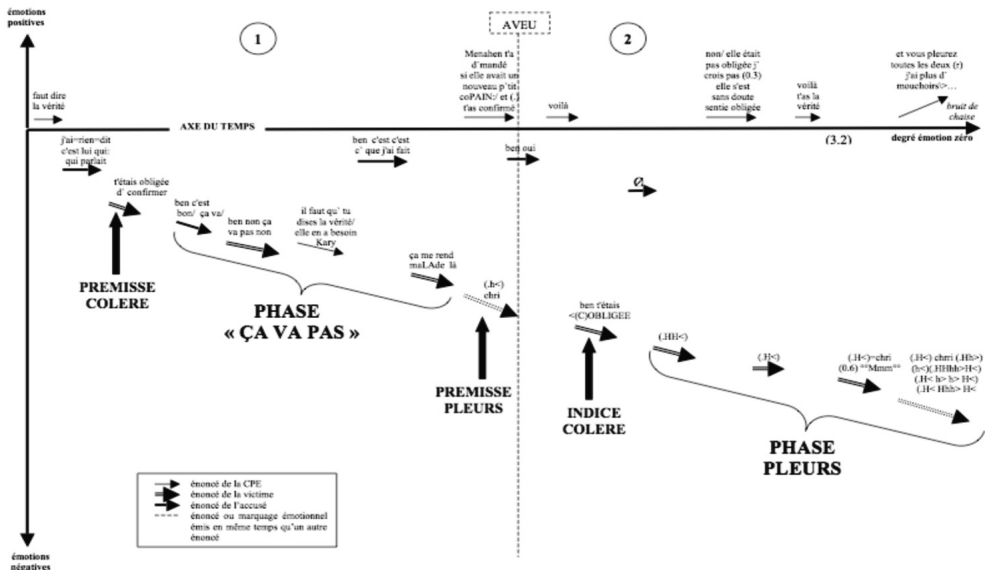 émotions
positives
1
AVEU
2
faut dire
la vérité
Menahen t'a
d'mandé
si elle avait un
nouveau p'tit
coPAIN:/ et (.)
t'as confirmé
voilà
non/ elle était
pas obligée j'
crois pas (0.3)
elle s'est
sans doute
sentie obligée
voilà
t'as la
vérité
et vous pleurez
toutes les deux (r)
j'ai plus d'
mouchoirs\>…
bruit de
chaise
AXE DU TEMPS
(3.2)
degré émotion zéro
j'ai=rien=dit
c'est lui qui:
qui parlait
ben c'est c'est
c' que j'ai fait
ben oui
t'étais obligée
d' confirmer
ben c'est
bon/ ça va/
ben non ça
va pas non
il faut qu' tu
dises la vérité/
elle en a besoin
Kary
ça me rend
maLAde là
(.h<)
chri
PREMISSE
COLERE
PHASE
« ÇA VA PAS »
PREMISSE
PLEURS
ben t'étais
<(C)OBLIGEE
INDICE
COLERE
(.HH<)
(.H<)
(.H<)=chri
(0.6) °°Mmm°°
(.H<) chrri (.Hh>)
(h<)(.HHhh>H<)
(.H< h> h> H<)
(.H< Hhh> H<
PHASE
PLEURS
énoncé de la CPE
énoncé de la victime
énoncé de l'accusé
énoncé ou marquage émotionnel
émis en même temps qu'un autre
énoncé
émotions
négatives